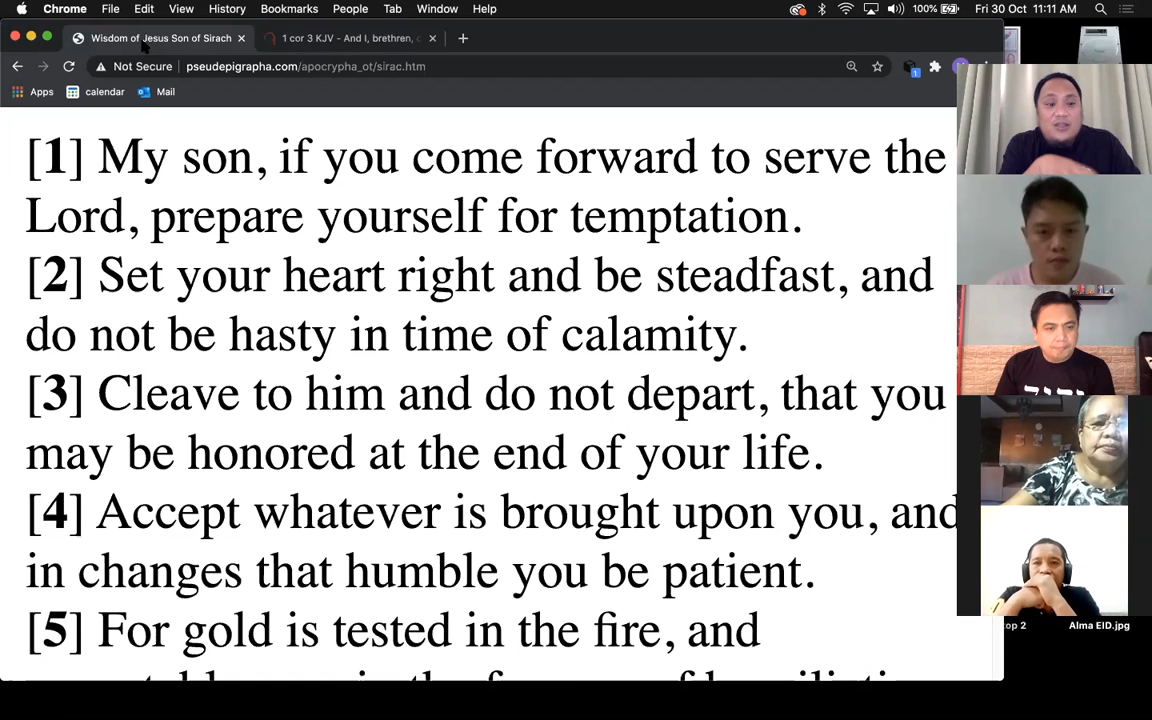 Chrome File Edit View History Bookmarks People Tab Window Help 100% Fri 30 Oct 11:11 AM
Wisdom of Jesus Son of Sirach 1 cor 3 KJV - And I, brethren,
Not Secure pseudepigrapha.com/apocrypha_ot/sirac.htm
Apps calendar Mail
[1] My son, if you come forward to serve the
Lord, prepare yourself for temptation.
[2] Set your heart right and be steadfast, and
do not be hasty in time of calamity.
[3] Cleave to him and do not depart, that you
may be honored at the end of your life.
[4] Accept whatever is brought upon you, and
in changes that humble you be patient.
[5] For gold is tested in the fire, and
top 2 Alma EID.jpg